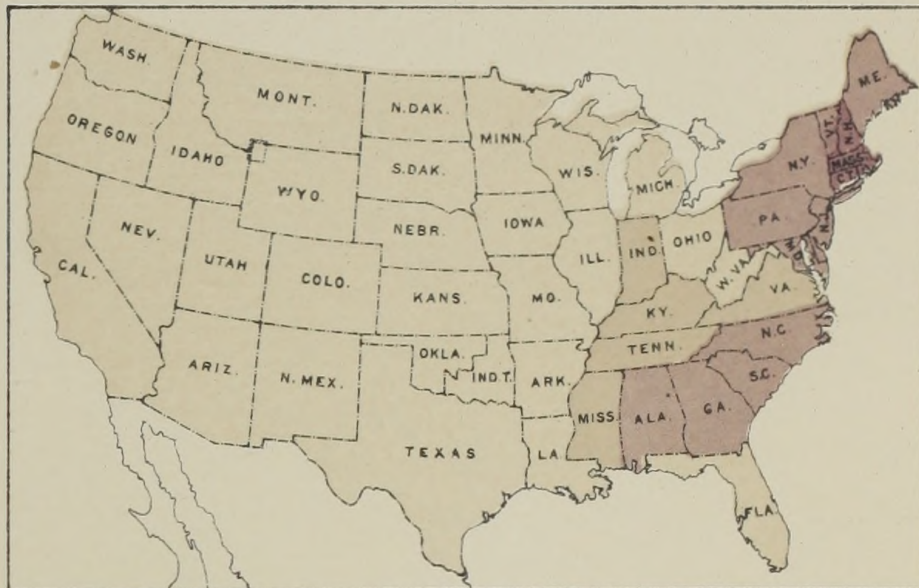 WASH.
MONT.
N.DAK.
MINN.
ME.
OREGON
IDAHO
S.DAK.
WIS.
MICH.
VT.
N.H.
N.Y.
MASS.
CT.
WYO.
NEBR.
IOWA
NEV.
UTAH
COLO.
ILL.
IND.
OHIO
PA.
N.J.
CAL.
KANS.
MO.
W.VA.
VA.
KY.
ARIZ.
N.MEX.
OKLA.
IND.T.
ARK.
TENN.
N.C.
S.C.
MISS.
ALA.
GA.
TEXAS
LA.
FLA.